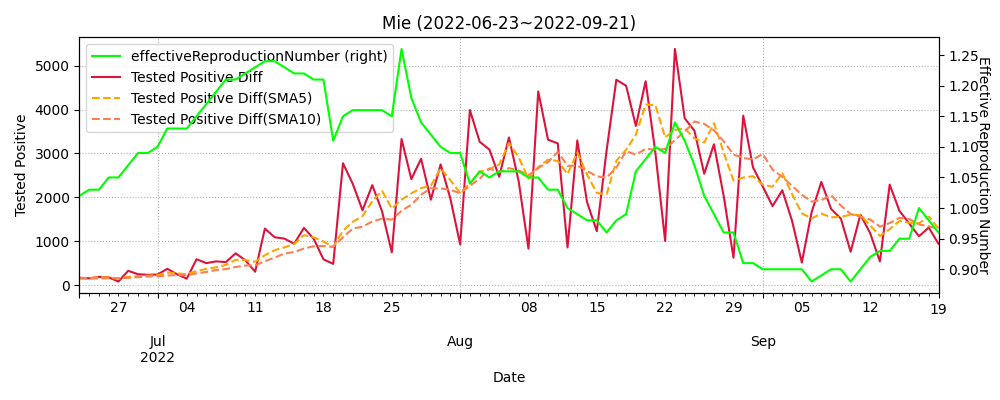 Mie (2022-06-23~2022-09-21)
effectiveReproductionNumber (right)
Tested Positive Diff
Tested Positive Diff(SMA5)
Tested Positive Diff(SMA10)
Tested Positive
5000
4000
3000
2000
1000
0
1.25
1.20
1.15
1.10
1.05
1.00
0.95
0.90
Effective Reproduction Number
27 04 11 18 25 08 15 22 29 05 12 19
Jul Aug Sep
2022
Date